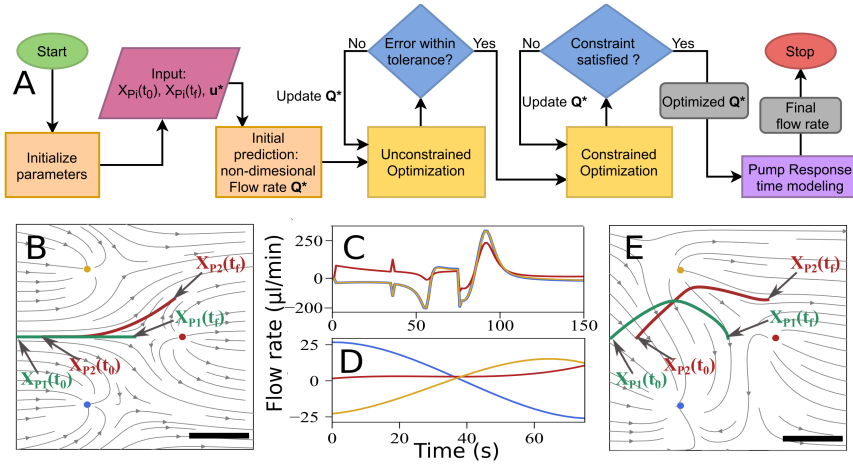 A
Start
Initialize
parameters
Input:
X_Pi(t_0), X_Pi(t_f), u*
Initial
prediction:
non-dimesional
Flow rate Q*
No
Error within
tolerance?
Yes
Update Q*
Unconstrained
Optimization
No
Constraint
satisfied ?
Yes
Update Q*
Constrained
Optimization
Optimized Q*
Stop
Final
flow rate
Pump Response
time modeling
B
X_P2(t_f)
X_P1(t_f)
X_P2(t_0)
X_P1(t_0)
Flow rate (µl/min)
C
250
0
−200
0
50
100
150
D
25
0
−25
0
20
40
60
Time (s)
E
X_P2(t_f)
X_P1(t_f)
X_P2(t_0)
X_P1(t_0)